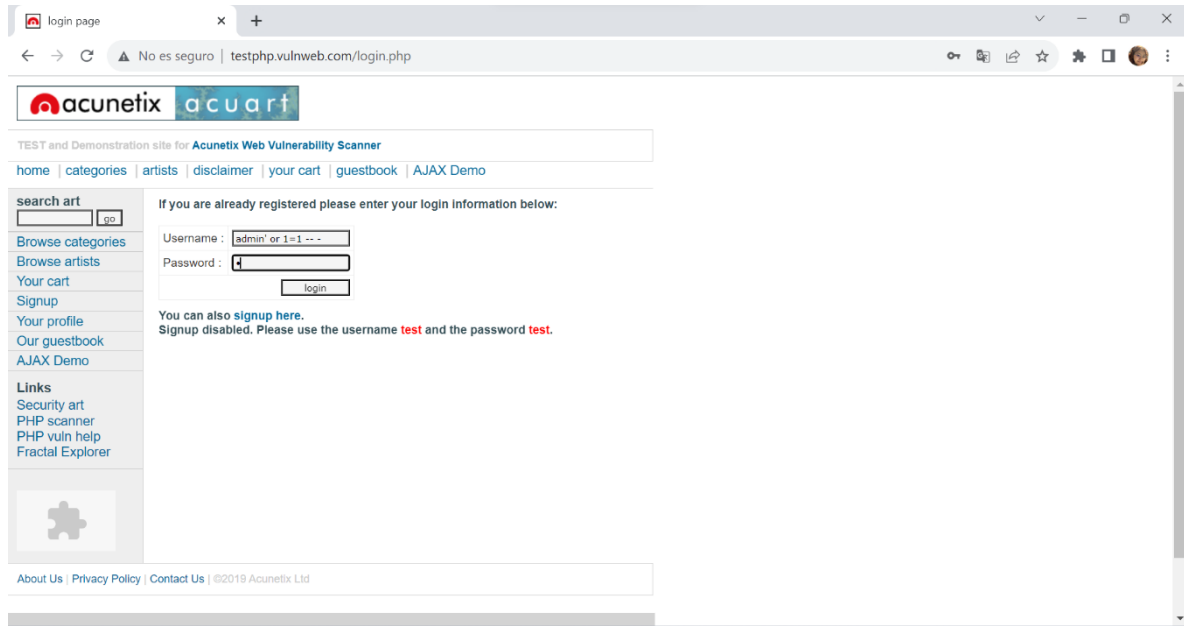 login page
No es seguro | testphp.vulnweb.com/login.php
acunetix acuart
TEST and Demonstration site for Acunetix Web Vulnerability Scanner
home | categories | artists | disclaimer | your cart | guestbook | AJAX Demo
search art
go
Browse categories
Browse artists
Your cart
Signup
Your profile
Our guestbook
AJAX Demo
Links
Security art
PHP scanner
PHP vuln help
Fractal Explorer
If you are already registered please enter your login information below:
Username : admin' or 1=1 -- -
Password :
login
You can also signup here.
Signup disabled. Please use the username test and the password test.
About Us | Privacy Policy | Contact Us | ©2019 Acunetix Ltd